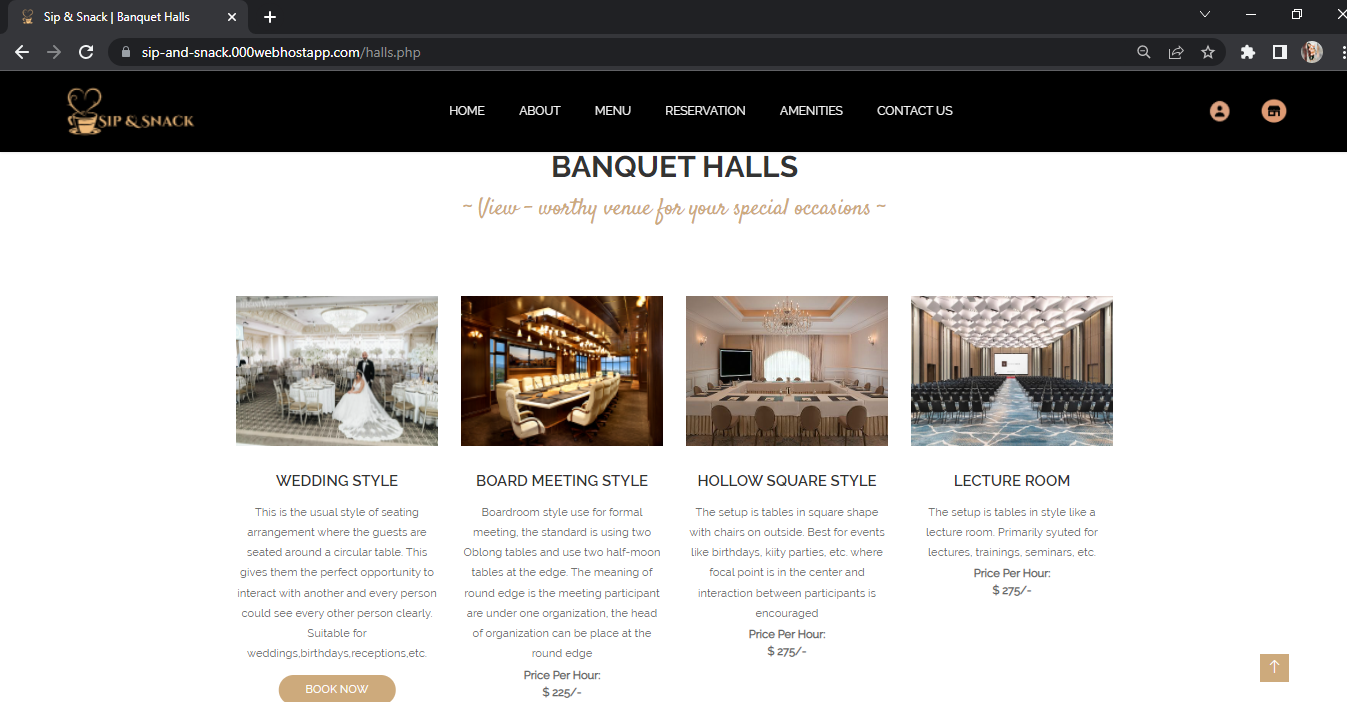 Sip & Snack | Banquet Halls
sip-and-snack.000webhostapp.com/halls.php
SIP & SNACK
HOME
ABOUT
MENU
RESERVATION
AMENITIES
CONTACT US
BANQUET HALLS
~ View - worthy venue for your special occasions ~
WEDDING STYLE
This is the usual style of seating
arrangement where the guests are
seated around a circular table. This
gives them the perfect opportunity to
interact with another and every person
could see every other person clearly.
Suitable for
weddings,birthdays,receptions,etc.
BOOK NOW
BOARD MEETING STYLE
Boardroom style use for formal
meeting, the standard is using two
Oblong tables and use two half-moon
tables at the edge. The meaning of
round edge is the meeting participant
are under one organization, the head
of organization can be place at the
round edge
Price Per Hour:
$ 225/-
HOLLOW SQUARE STYLE
The setup is tables in square shape
with chairs on outside. Best for events
like birthdays, kiity parties, etc. where
focal point is in the center and
interaction between participants is
encouraged
Price Per Hour:
$ 275/-
LECTURE ROOM
The setup is tables in style like a
lecture room. Primarily syuted for
lectures, trainings, seminars, etc.
Price Per Hour:
$ 275/-